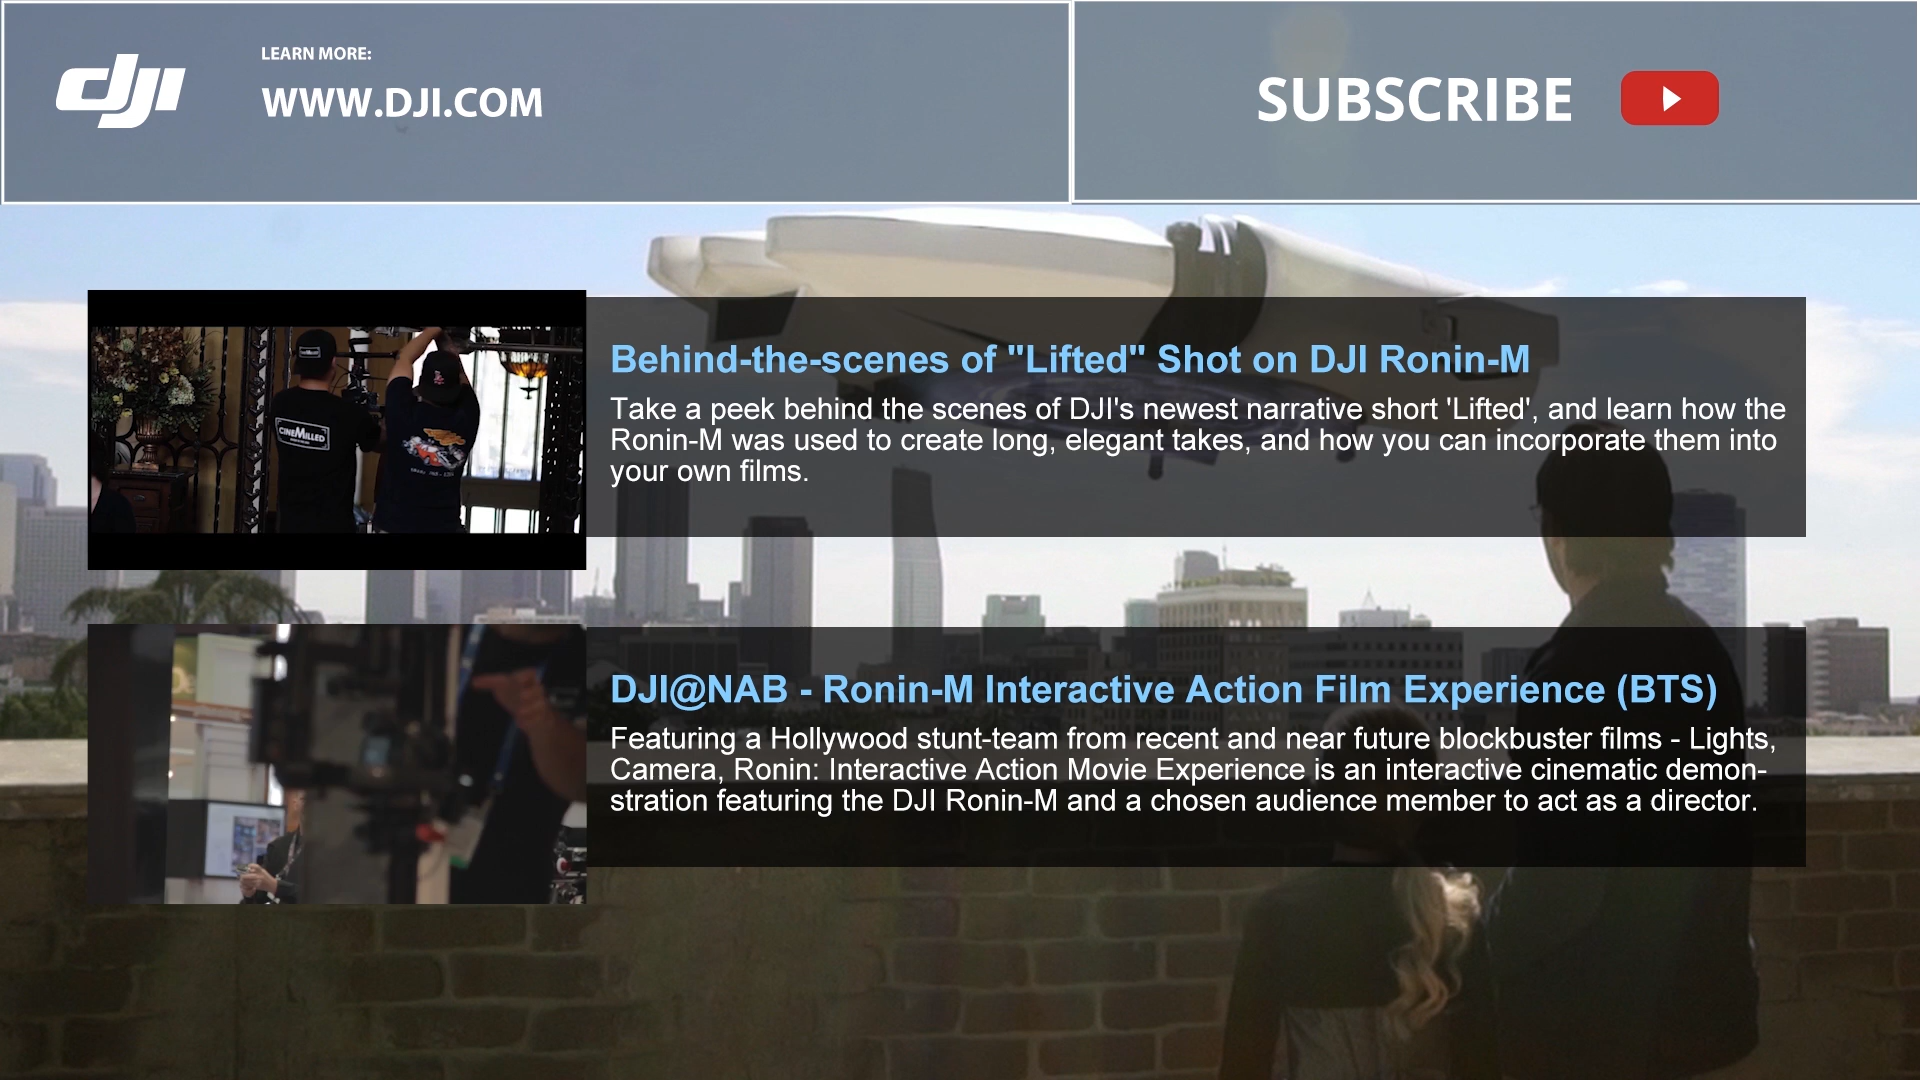 dji
LEARN MORE:
WWW.DJI.COM
SUBSCRIBE
CINEMILLED
Behind-the-scenes of "Lifted" Shot on DJI Ronin-M
Take a peek behind the scenes of DJI's newest narrative short 'Lifted', and learn how the
Ronin-M was used to create long, elegant takes, and how you can incorporate them into
your own films.
DJI@NAB - Ronin-M Interactive Action Film Experience (BTS)
Featuring a Hollywood stunt-team from recent and near future blockbuster films - Lights,
Camera, Ronin: Interactive Action Movie Experience is an interactive cinematic demon-
stration featuring the DJI Ronin-M and a chosen audience member to act as a director.